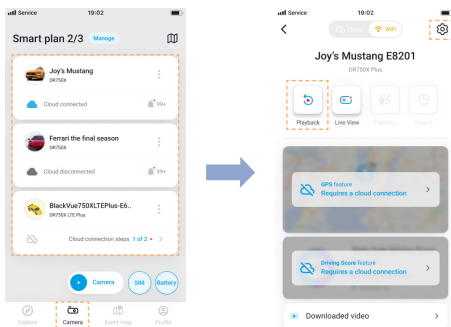 Service
19:02
Smart plan 2/3
Manage
Joy's Mustang
DR750X
Cloud connected
99+
Ferrari the final season
DR750X
Cloud disconnected
99+
BlackVue750XLTEPlus-E6..
DR750X LTE Plus
Cloud connection steps 1 of 2
Camera
SIM
Battery
Explore
Camera
Event map
Profile
Service
19:02
Cloud
WiFi
Joy's Mustang E8201
DR750X Plus
Playback
Live View
GPS feature
Requires a cloud connection
Driving Score feature
Requires a cloud connection
Downloaded video